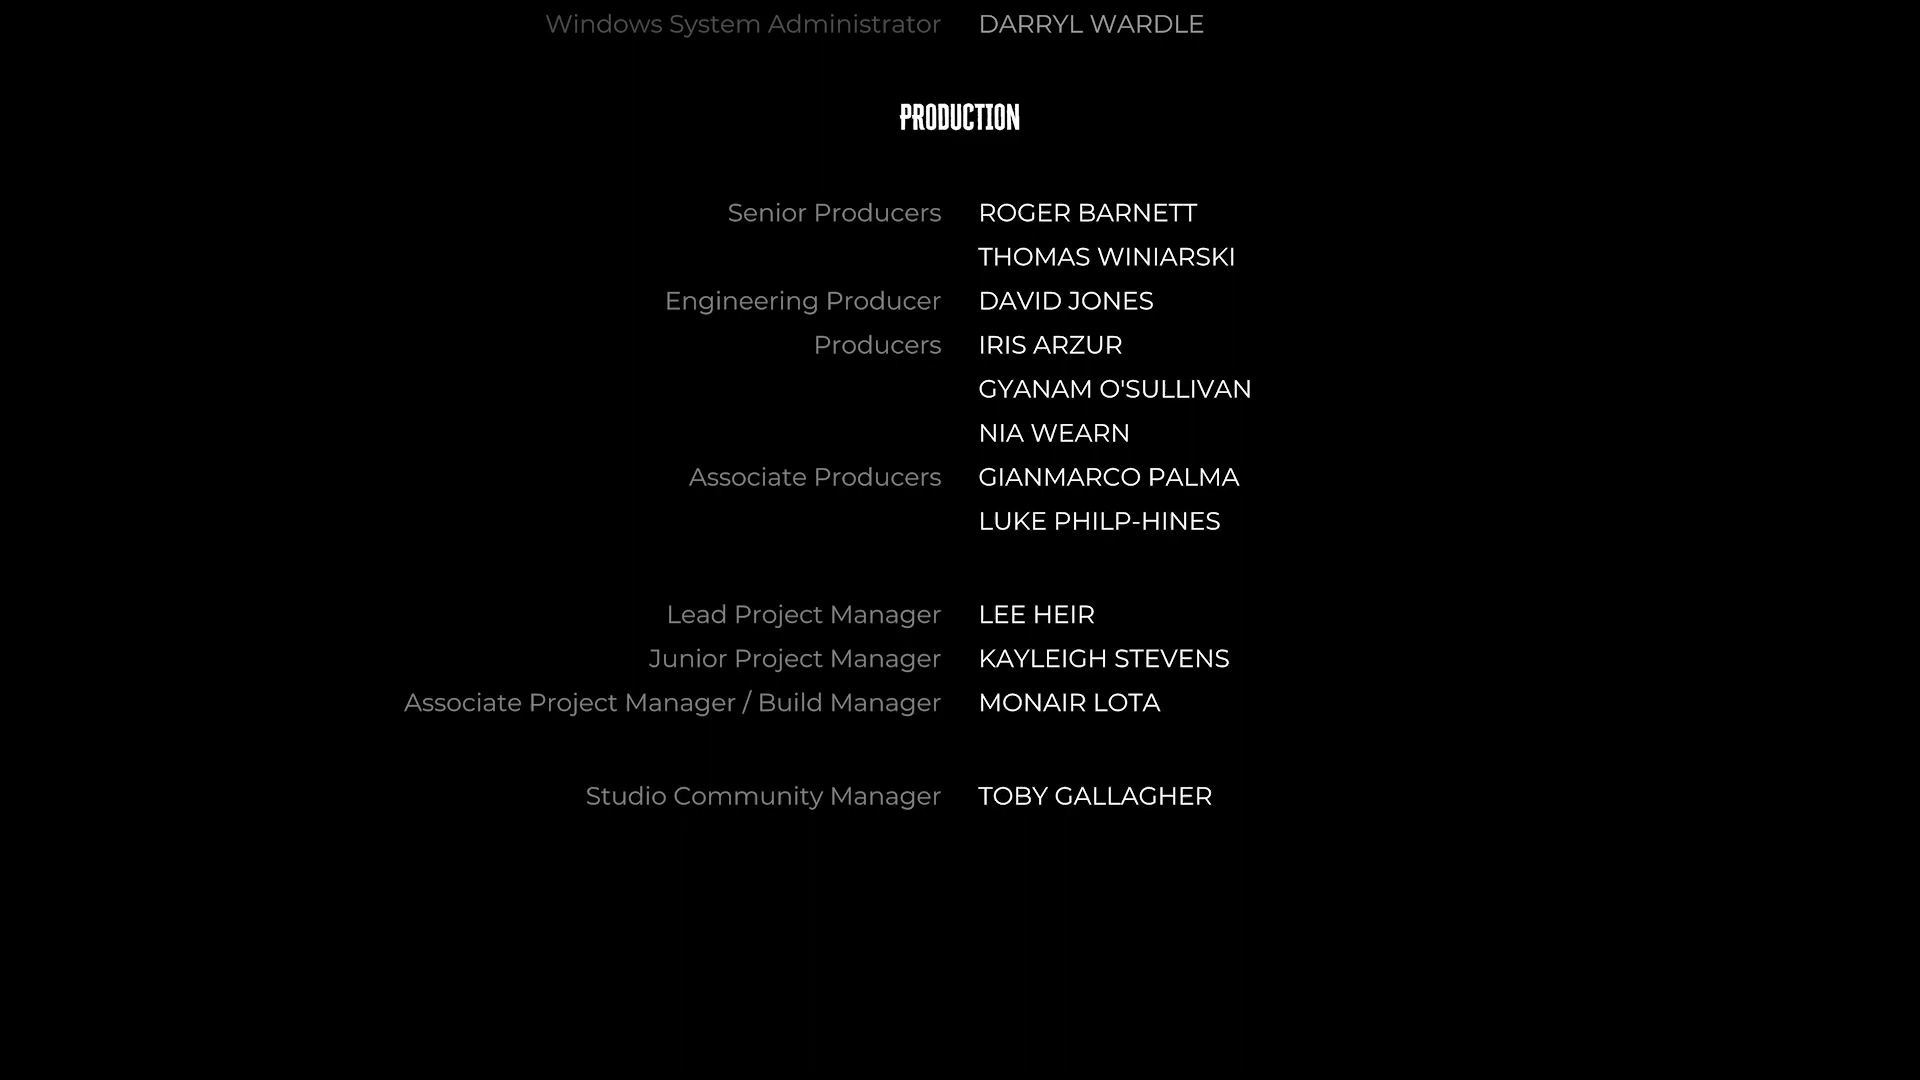 Windows System Administrator DARRYL WARDLE
PRODUCTION
Senior Producers ROGER BARNETT
THOMAS WINIARSKI
Engineering Producer DAVID JONES
Producers IRIS ARZUR
GYANAM O'SULLIVAN
NIA WEARN
Associate Producers GIANMARCO PALMA
LUKE PHILP-HINES
Lead Project Manager LEE HEIR
Junior Project Manager KAYLEIGH STEVENS
Associate Project Manager / Build Manager MONAIR LOTA
Studio Community Manager TOBY GALLAGHER